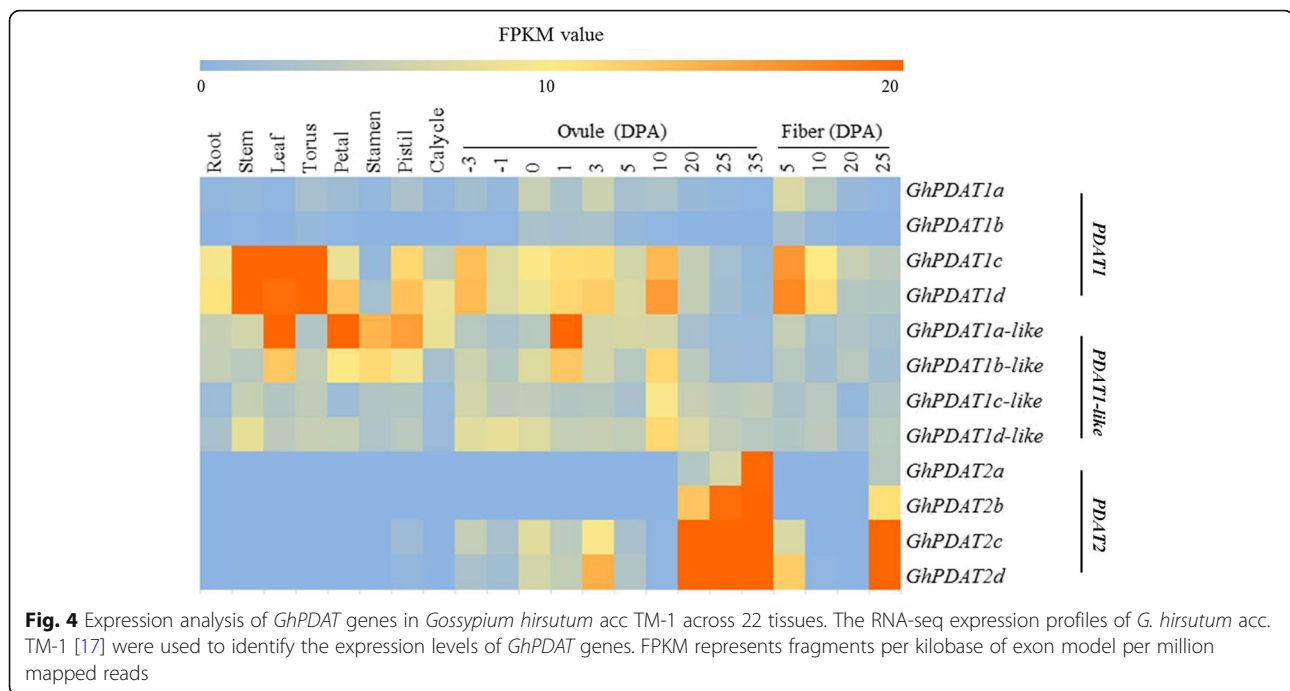 FPKM value
0 10 20
Root Stem Leaf Torus Petal Stamen Pistil Calycle
Ovule (DPA)
-3 -1 0 1 3 5 10 20 25 35
Fiber (DPA)
5 10 20 25
GhPDAT1a
GhPDAT1b
GhPDAT1c
GhPDAT1d
GhPDAT1a-like
GhPDAT1b-like
GhPDAT1c-like
GhPDAT1d-like
GhPDAT2a
GhPDAT2b
GhPDAT2c
GhPDAT2d
PDAT1
PDAT1-like
PDAT2
Fig. 4 Expression analysis of GhPDAT genes in Gossypium hirsutum acc TM-1 across 22 tissues. The RNA-seq expression profiles of G. hirsutum acc.
TM-1 [17] were used to identify the expression levels of GhPDAT genes. FPKM represents fragments per kilobase of exon model per million
mapped reads